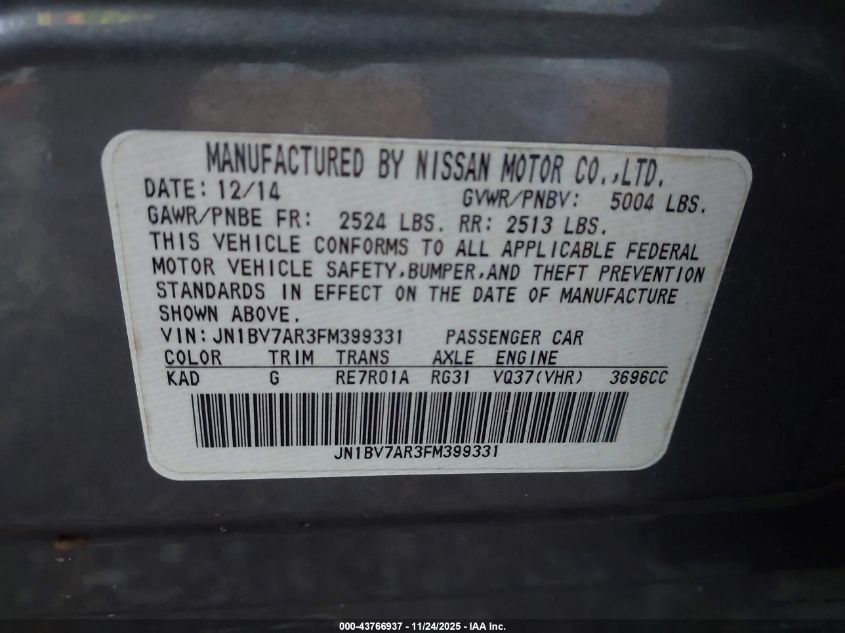 MANUFACTURED BY NISSAN MOTOR CO.,LTD.
DATE: 12/14 GVWR/PNBV: 5004 LBS.
GAWR/PNBE FR: 2524 LBS. RR: 2513 LBS.
THIS VEHICLE CONFORMS TO ALL APPLICABLE FEDERAL
MOTOR VEHICLE SAFETY,BUMPER,AND THEFT PREVENTION
STANDARDS IN EFFECT ON THE DATE OF MANUFACTURE
SHOWN ABOVE.
VIN:JN1BV7AR3FM399331 PASSENGER CAR
COLOR TRIM TRANS AXLE ENGINE
KAD G RE7R01A RG31 VQ37(VHR) 3696CC
JN1BV7AR3FM399331
000-43766937 - 11/24/2025 - IAA Inc.